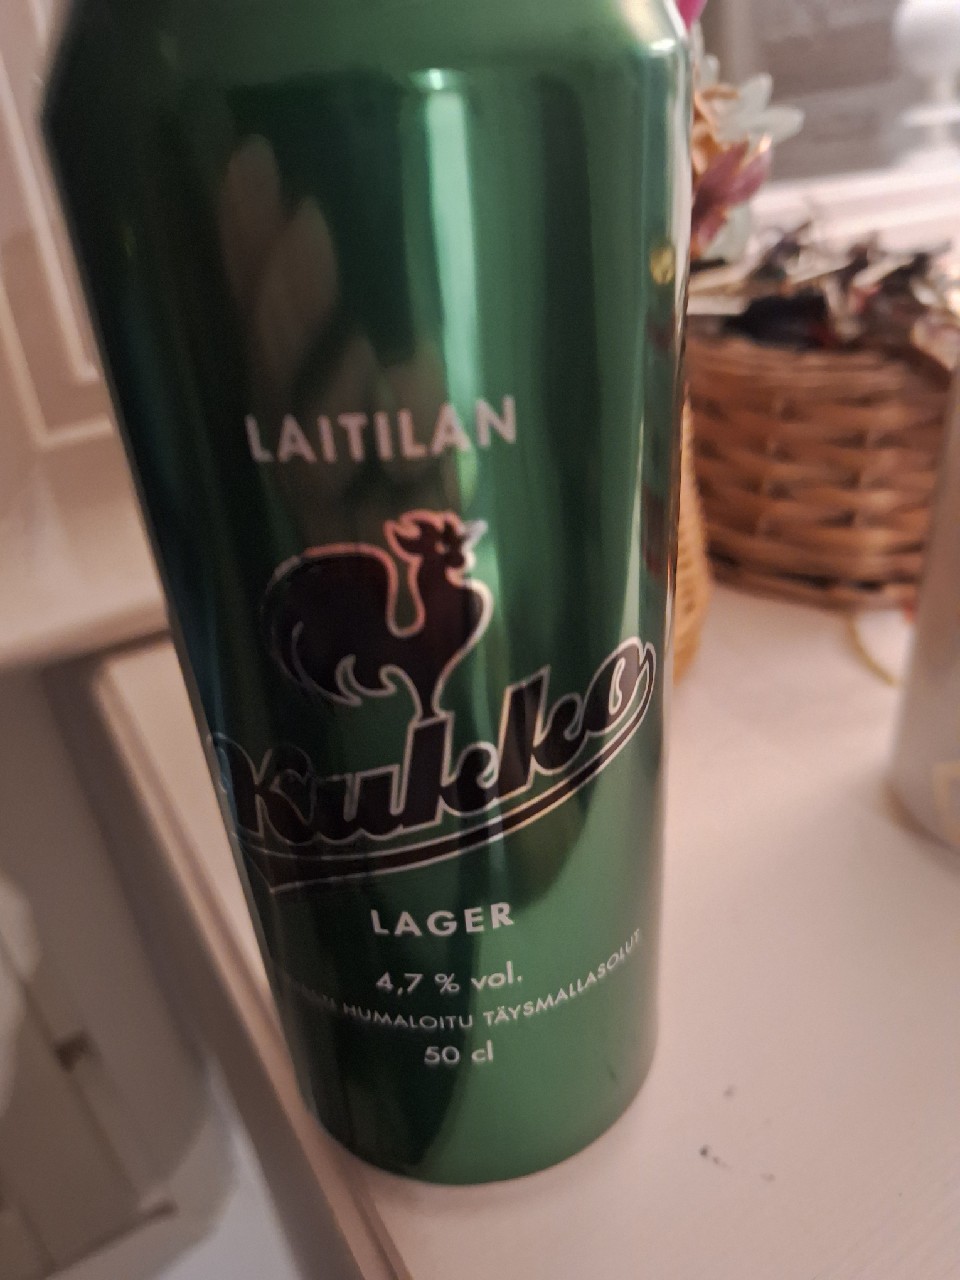 LAITILAN
Kukko
LAGER
4,7 % vol.
HUMALOITU TÄYSMALLASOLUT
50 cl